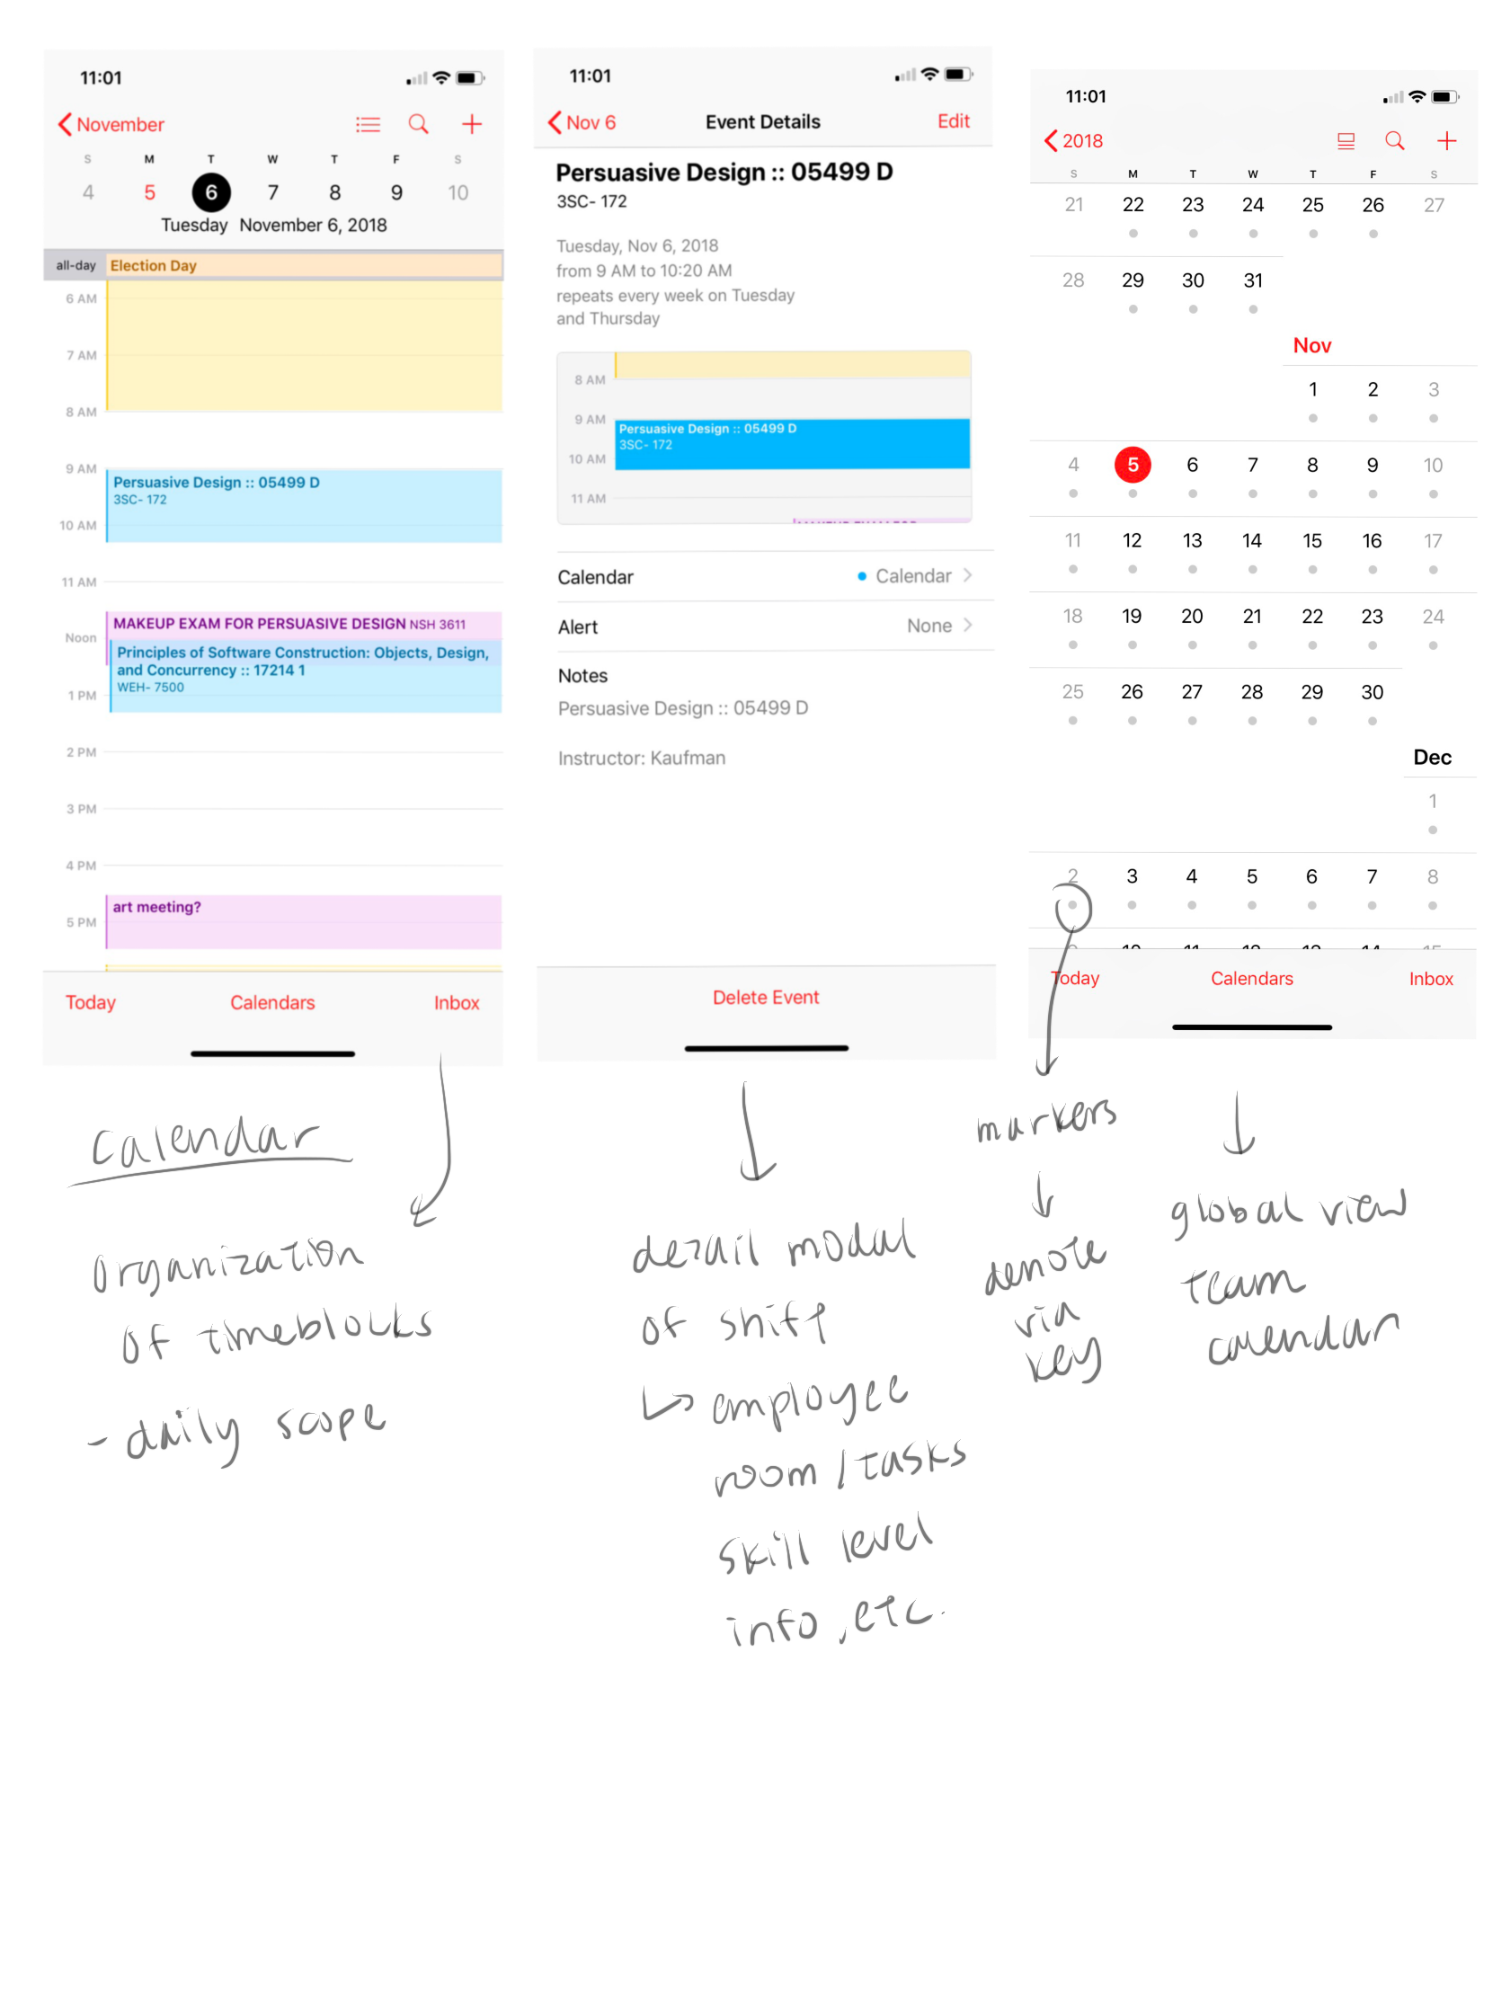 11:01
November
S M T W T F S
4 5 6 7 8 9 10
Tuesday November 6, 2018
all-day Election Day
6 AM
7 AM
8 AM
9 AM
Persuasive Design :: 05499 D
3SC- 172
10 AM
11 AM
MAKEUP EXAM FOR PERSUASIVE DESIGN NSH 3611
Noon
Principles of Software Construction: Objects, Design,
and Concurrency :: 17214 1
WEH- 7500
1 PM
2 PM
3 PM
4 PM
art meeting?
5 PM
Today Calendars Inbox
11:01
Nov 6 Event Details Edit
Persuasive Design :: 05499 D
3SC- 172
Tuesday, Nov 6, 2018
from 9 AM to 10:20 AM
repeats every week on Tuesday
and Thursday
8 AM
9 AM
Persuasive Design :: 05499 D
3SC- 172
10 AM
11 AM
Calendar Calendar
Alert None
Notes
Persuasive Design :: 05499 D
Instructor: Kaufman
Delete Event
11:01
2018
S M T W T F S
21 22 23 24 25 26 27
28 29 30 31
Nov
1 2 3
4 5 6 7 8 9 10
11 12 13 14 15 16 17
18 19 20 21 22 23 24
25 26 27 28 29 30
Dec
1
2 3 4 5 6 7 8
9 10 11 12 13 14 15
Today Calendars Inbox
Calendar
organization
of timeblocks
- daily scope
detail modal
of shift
↳ employee
room/tasks
skill level
info, etc.
markers
denote
via
key
global view
team
calendar